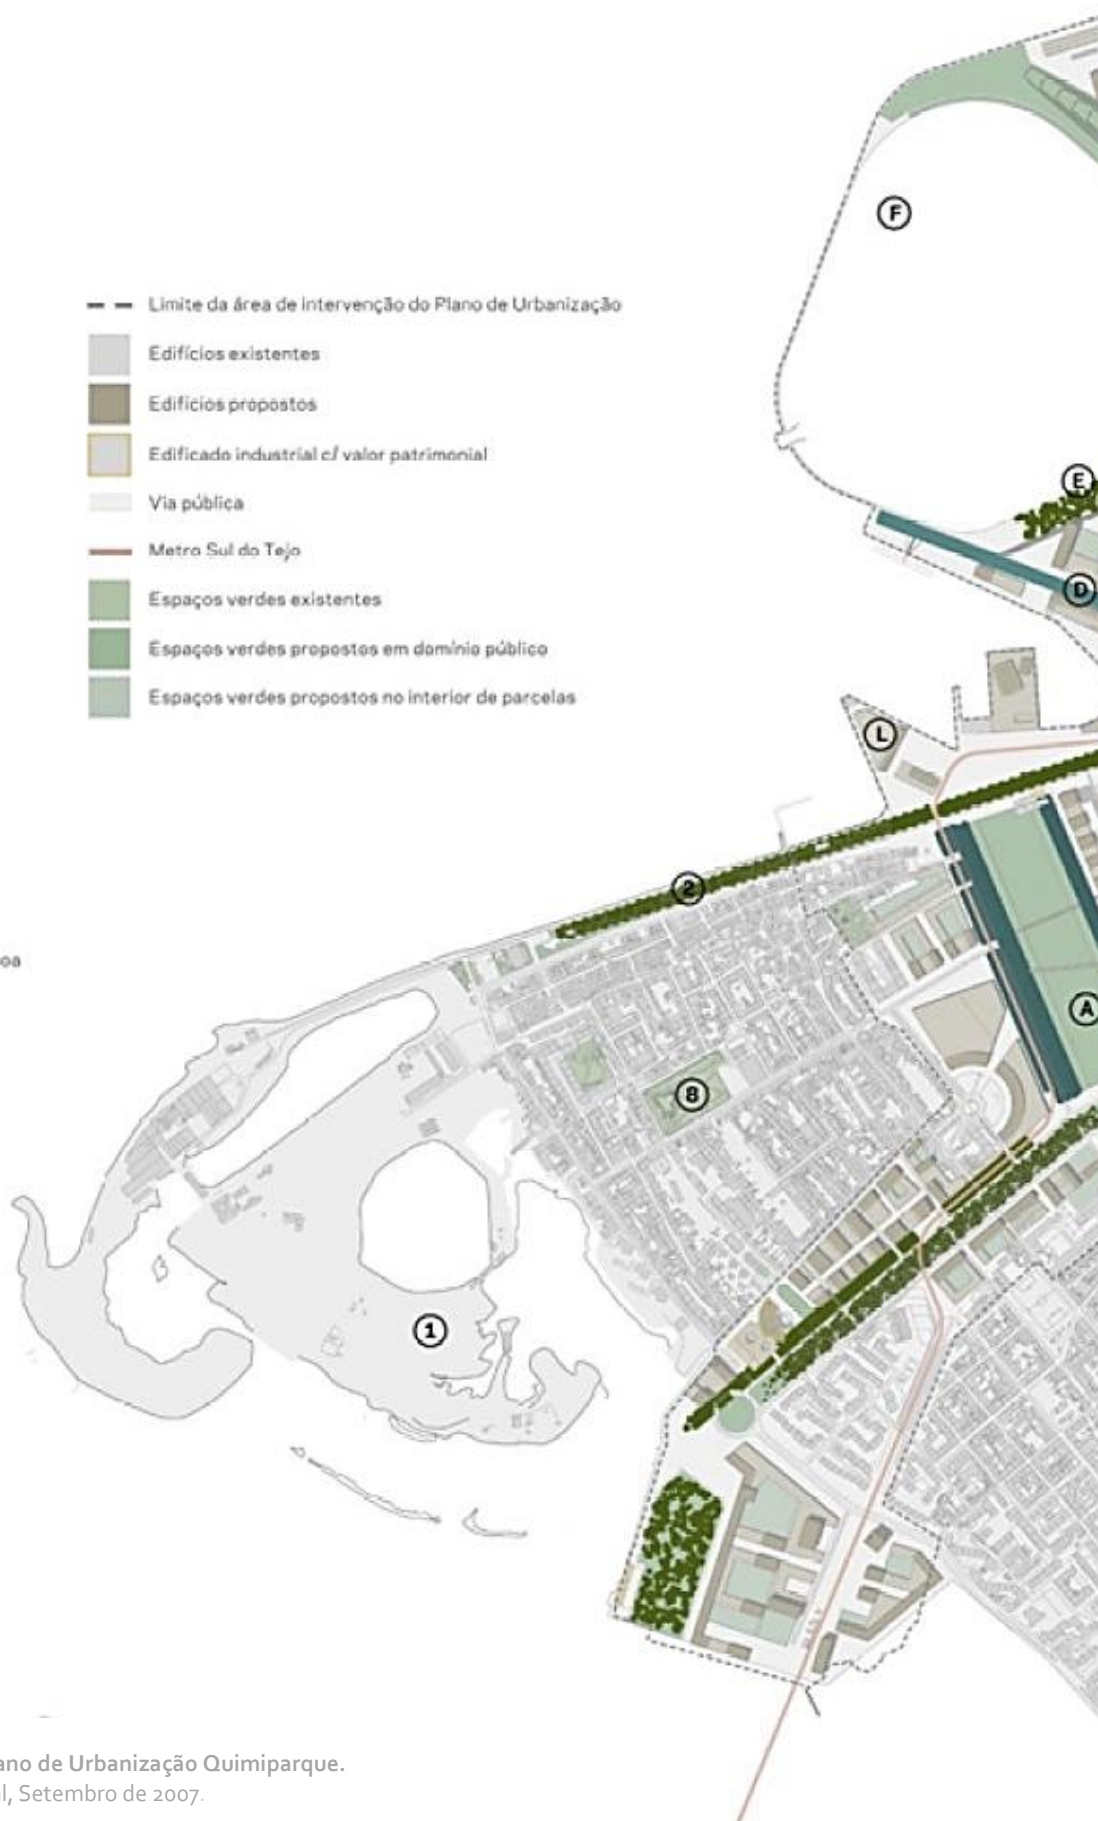 F
Limite da área de intervenção do Plano de Urbanização
Edifícios existentes
Edifícios propostos
Edificado industrial c/ valor patrimonial
Via pública
Metro Sul do Tejo
Espaços verdes existentes
Espaços verdes propostos em domínio público
Espaços verdes propostos no interior de parcelas
E
D
L
2
oa
A
8
1
ano de Urbanização Quimiparque.
l, Setembro de 2007.